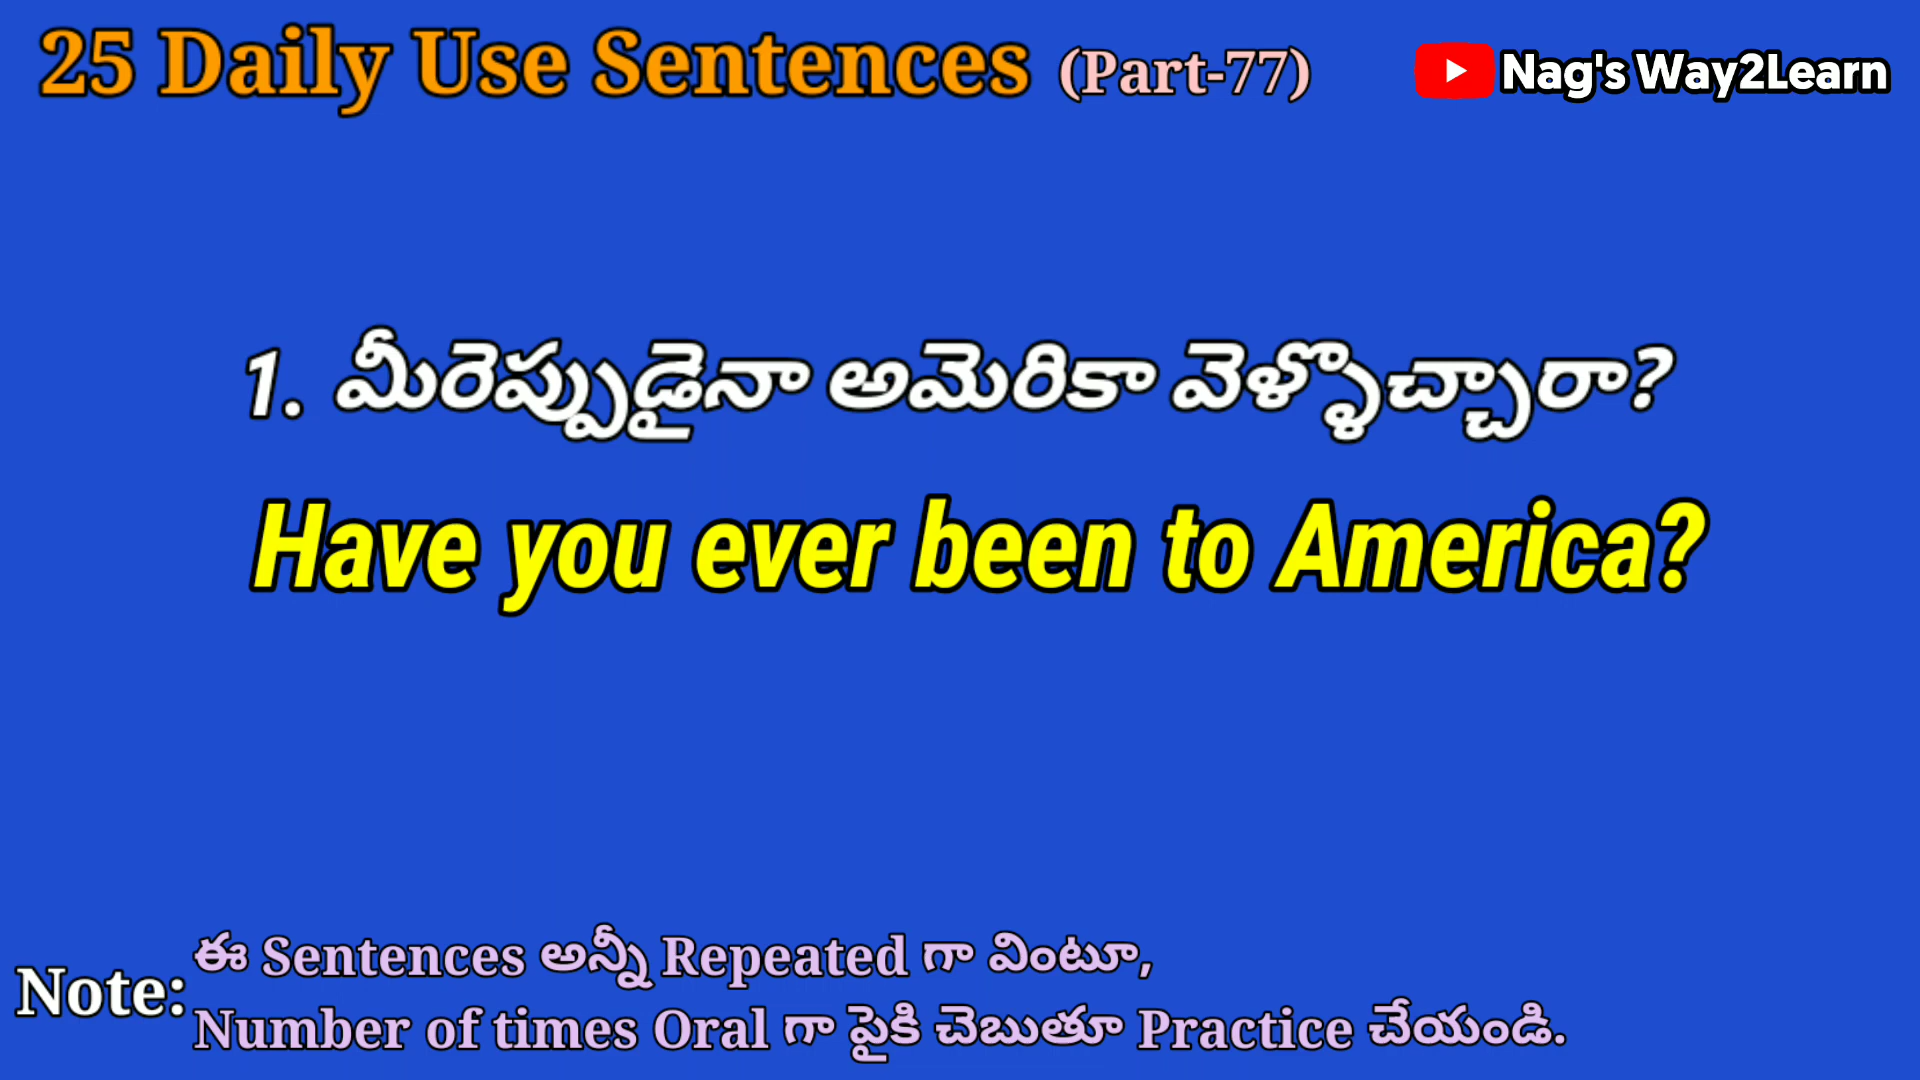 25 Daily Use Sentences (Part-77)
Nag's Way2Learn
1. మీరెప్పుడైనా అమెరికా వెళ్ళొచ్చారా?
Have you ever been to America?
Note: ఈ Sentences అన్నీ Repeated గా వింటూ,
Number of times Oral గా పైకి చెబుతూ Practice చేయండి.